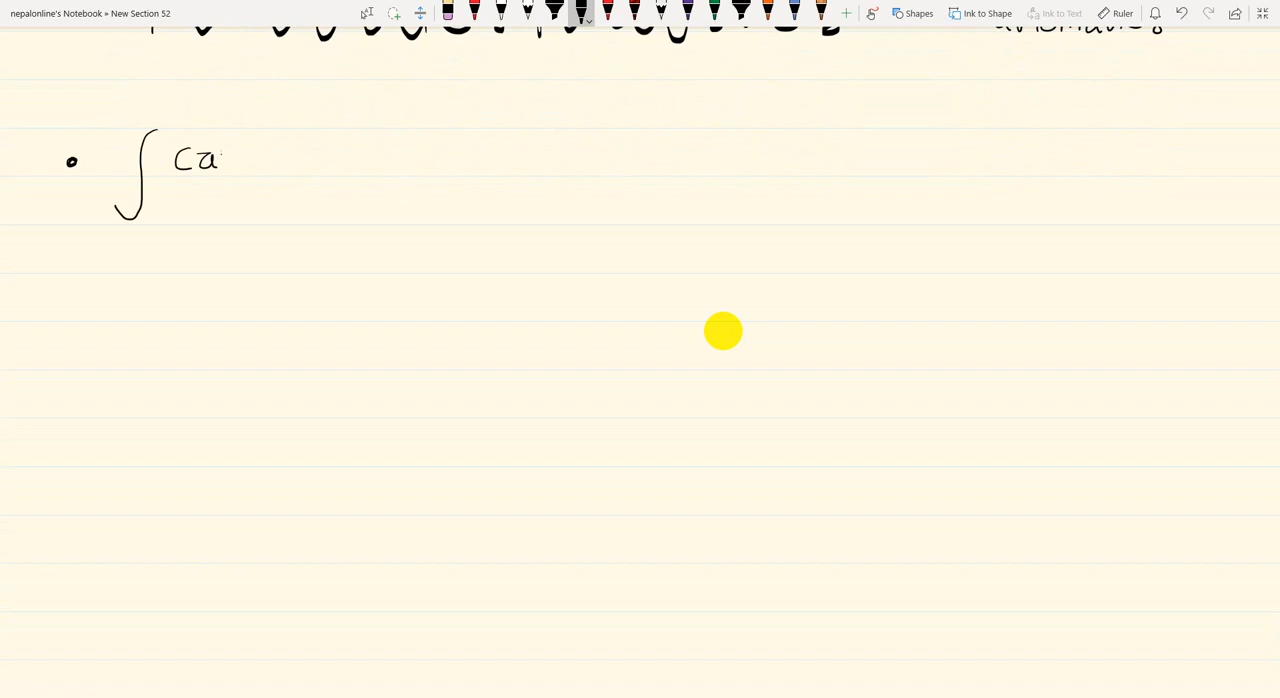 nepalonline's Notebook » New Section 52
Shapes Ink to Shape Ink to Text Ruler
• ∫ ca